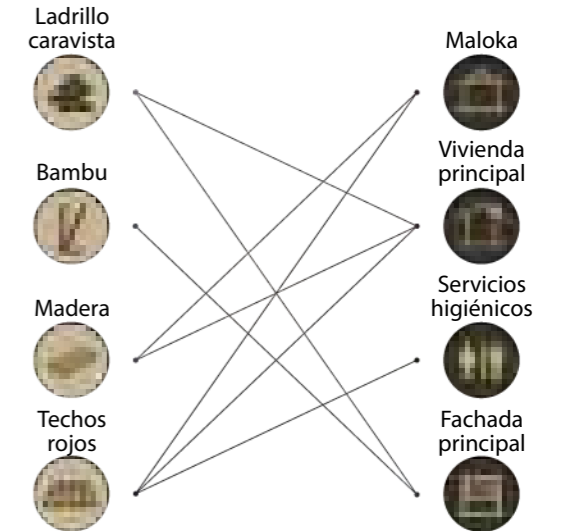 Ladrillo
caravista
Maloka
Bambu
Vivienda
principal
Madera
Servicios
higiénicos
Techos
rojos
Fachada
principal